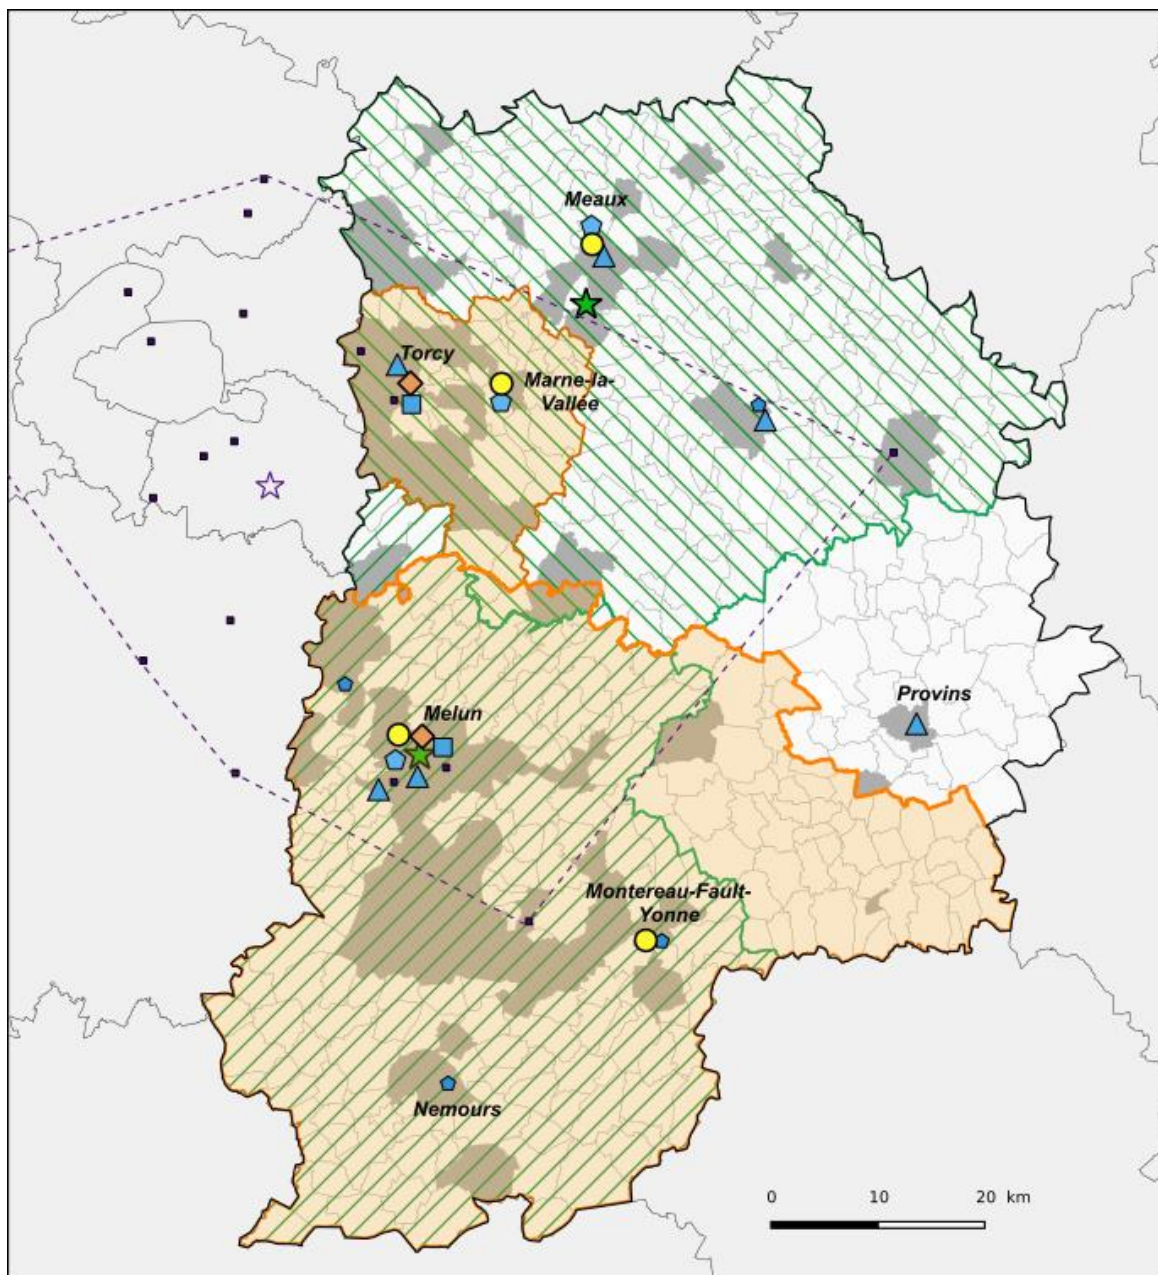 Meaux
Torcy
Marne-la-
Vallée
Provins
Melun
Montereau-Fault-
Yonne
Nemours
0 10 20 km